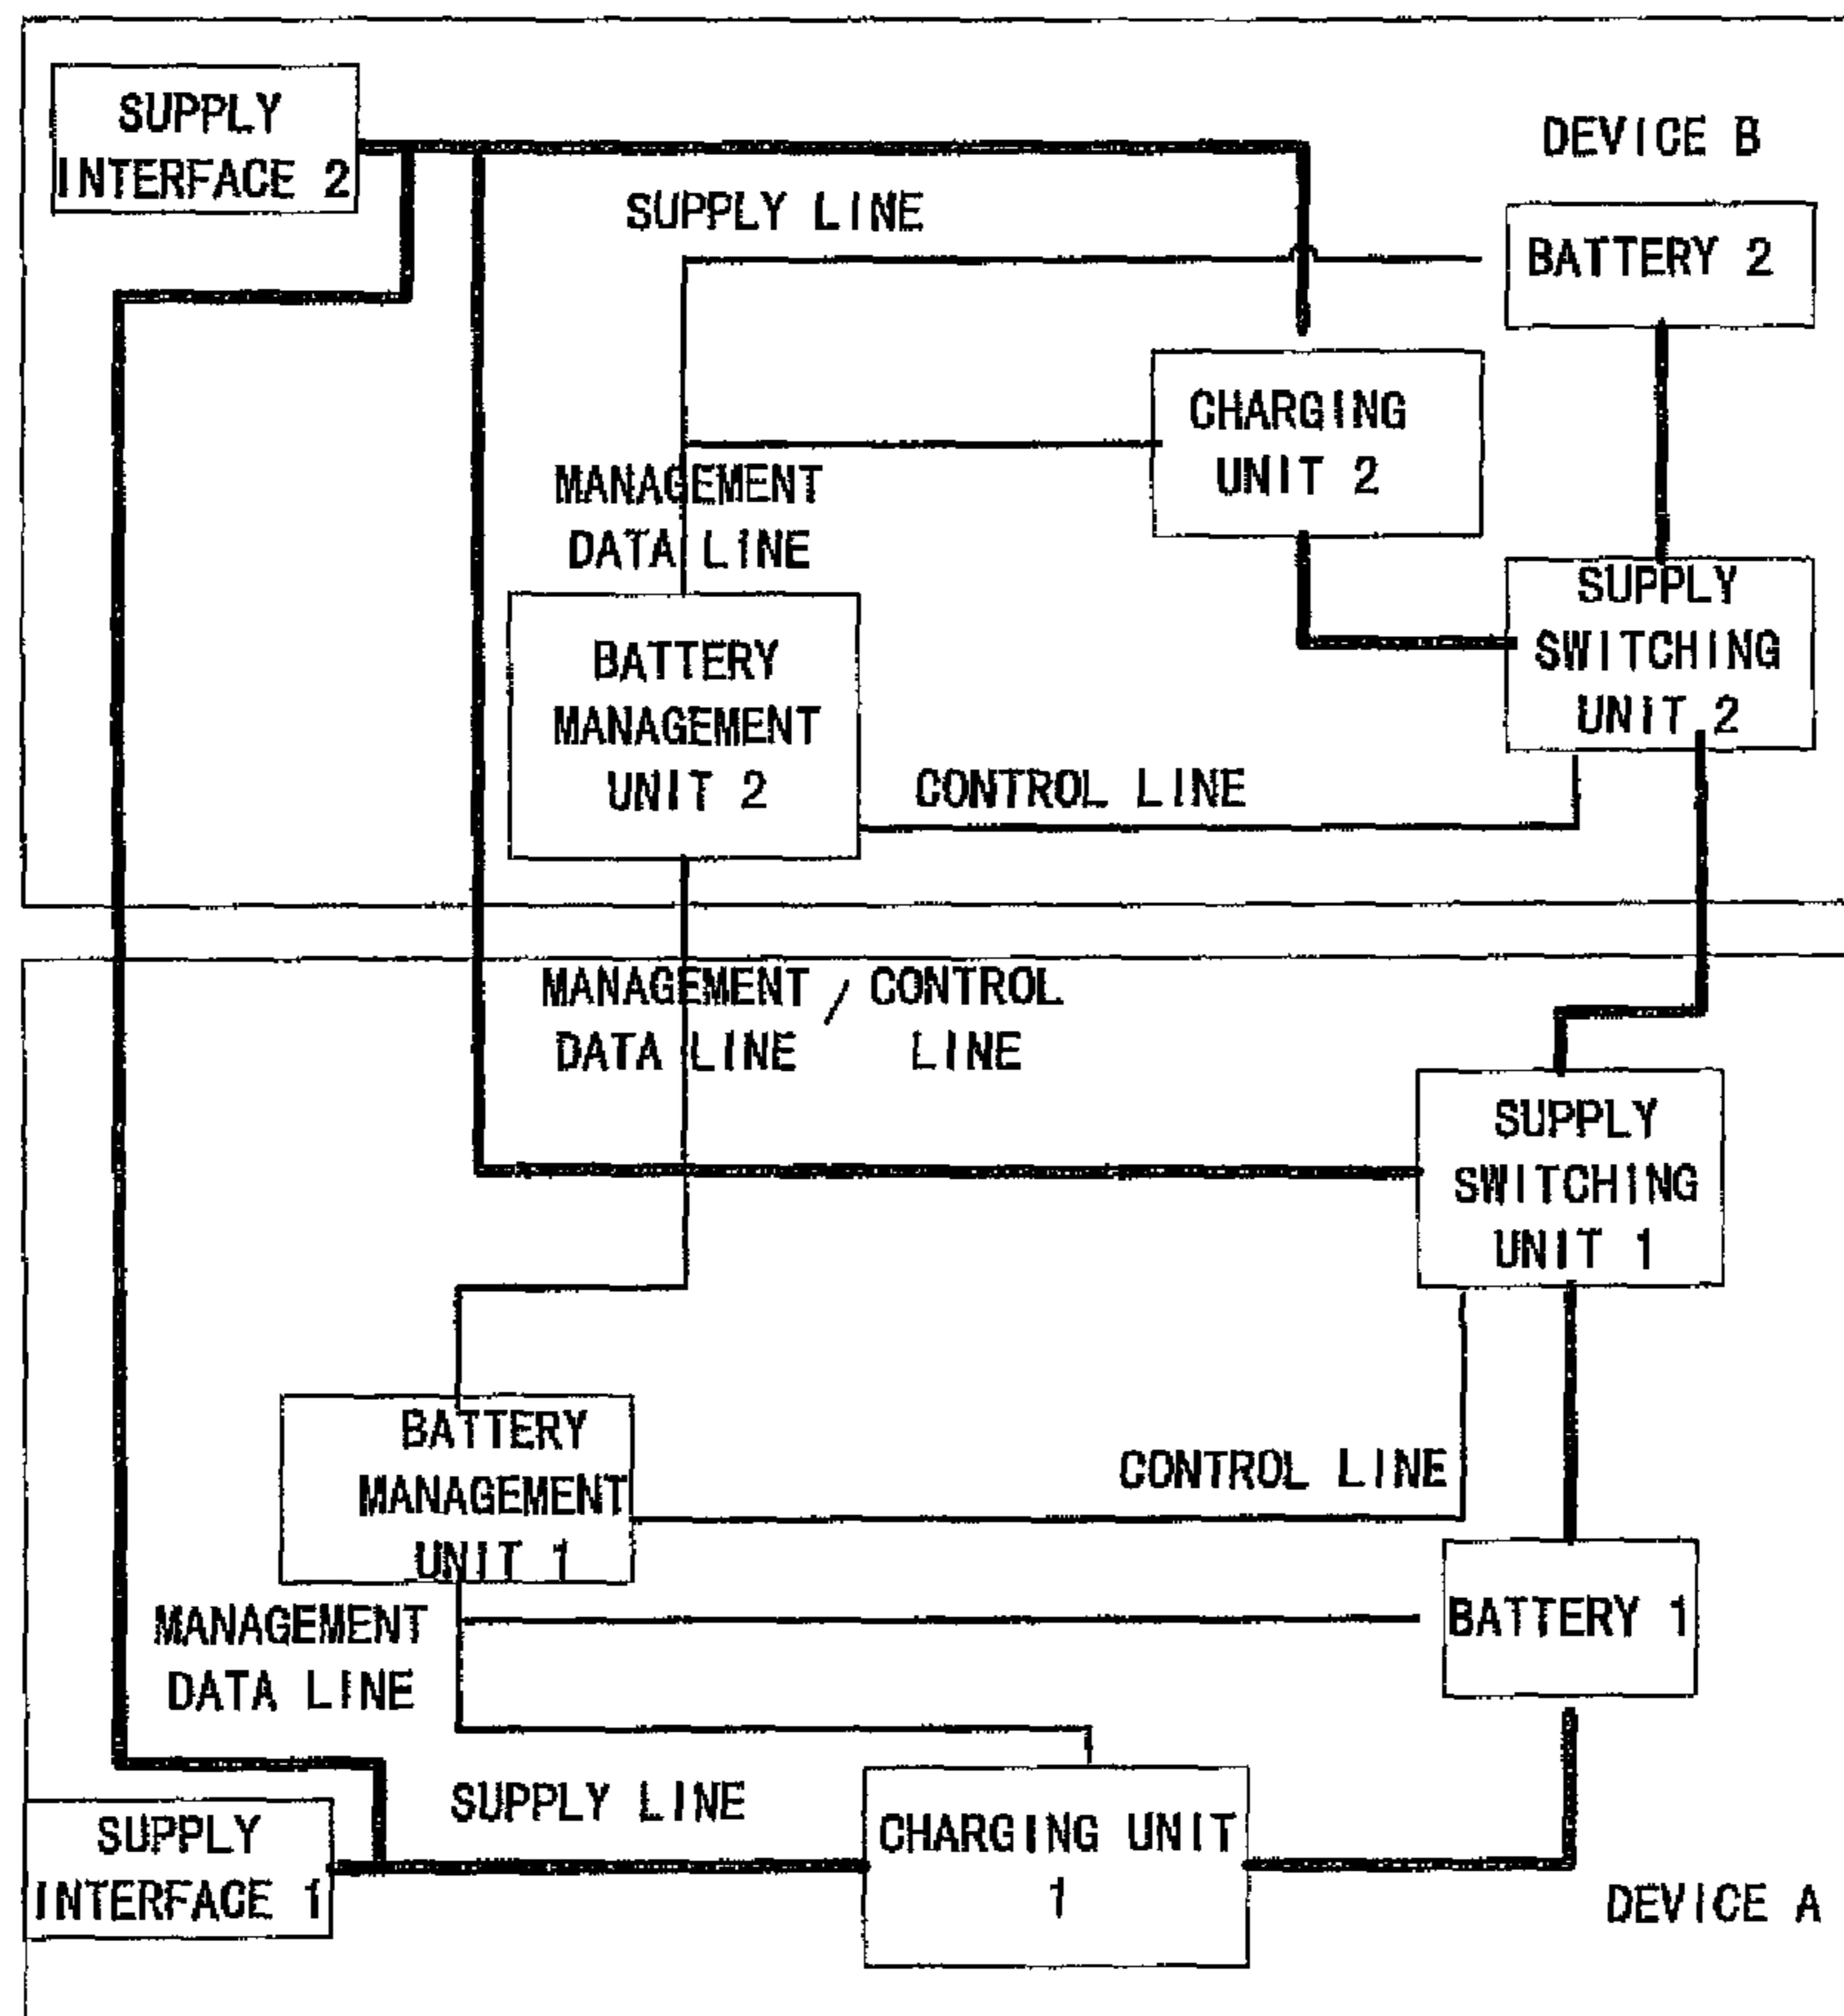 SUPPLY
INTERFACE 2
DEVICE B
SUPPLY LINE
BATTERY 2
CHARGING
UNIT 2
MANAGEMENT
DATA LINE
SUPPLY
SWITCHING
UNIT 2
BATTERY
MANAGEMENT
UNIT 2
CONTROL LINE
MANAGEMENT / CONTROL
DATA LINE LINE
SUPPLY
SWITCHING
UNIT 1
BATTERY
MANAGEMENT
UNIT 1
CONTROL LINE
BATTERY 1
MANAGEMENT
DATA LINE
SUPPLY LINE
SUPPLY
INTERFACE 1
CHARGING UNIT
1
DEVICE A